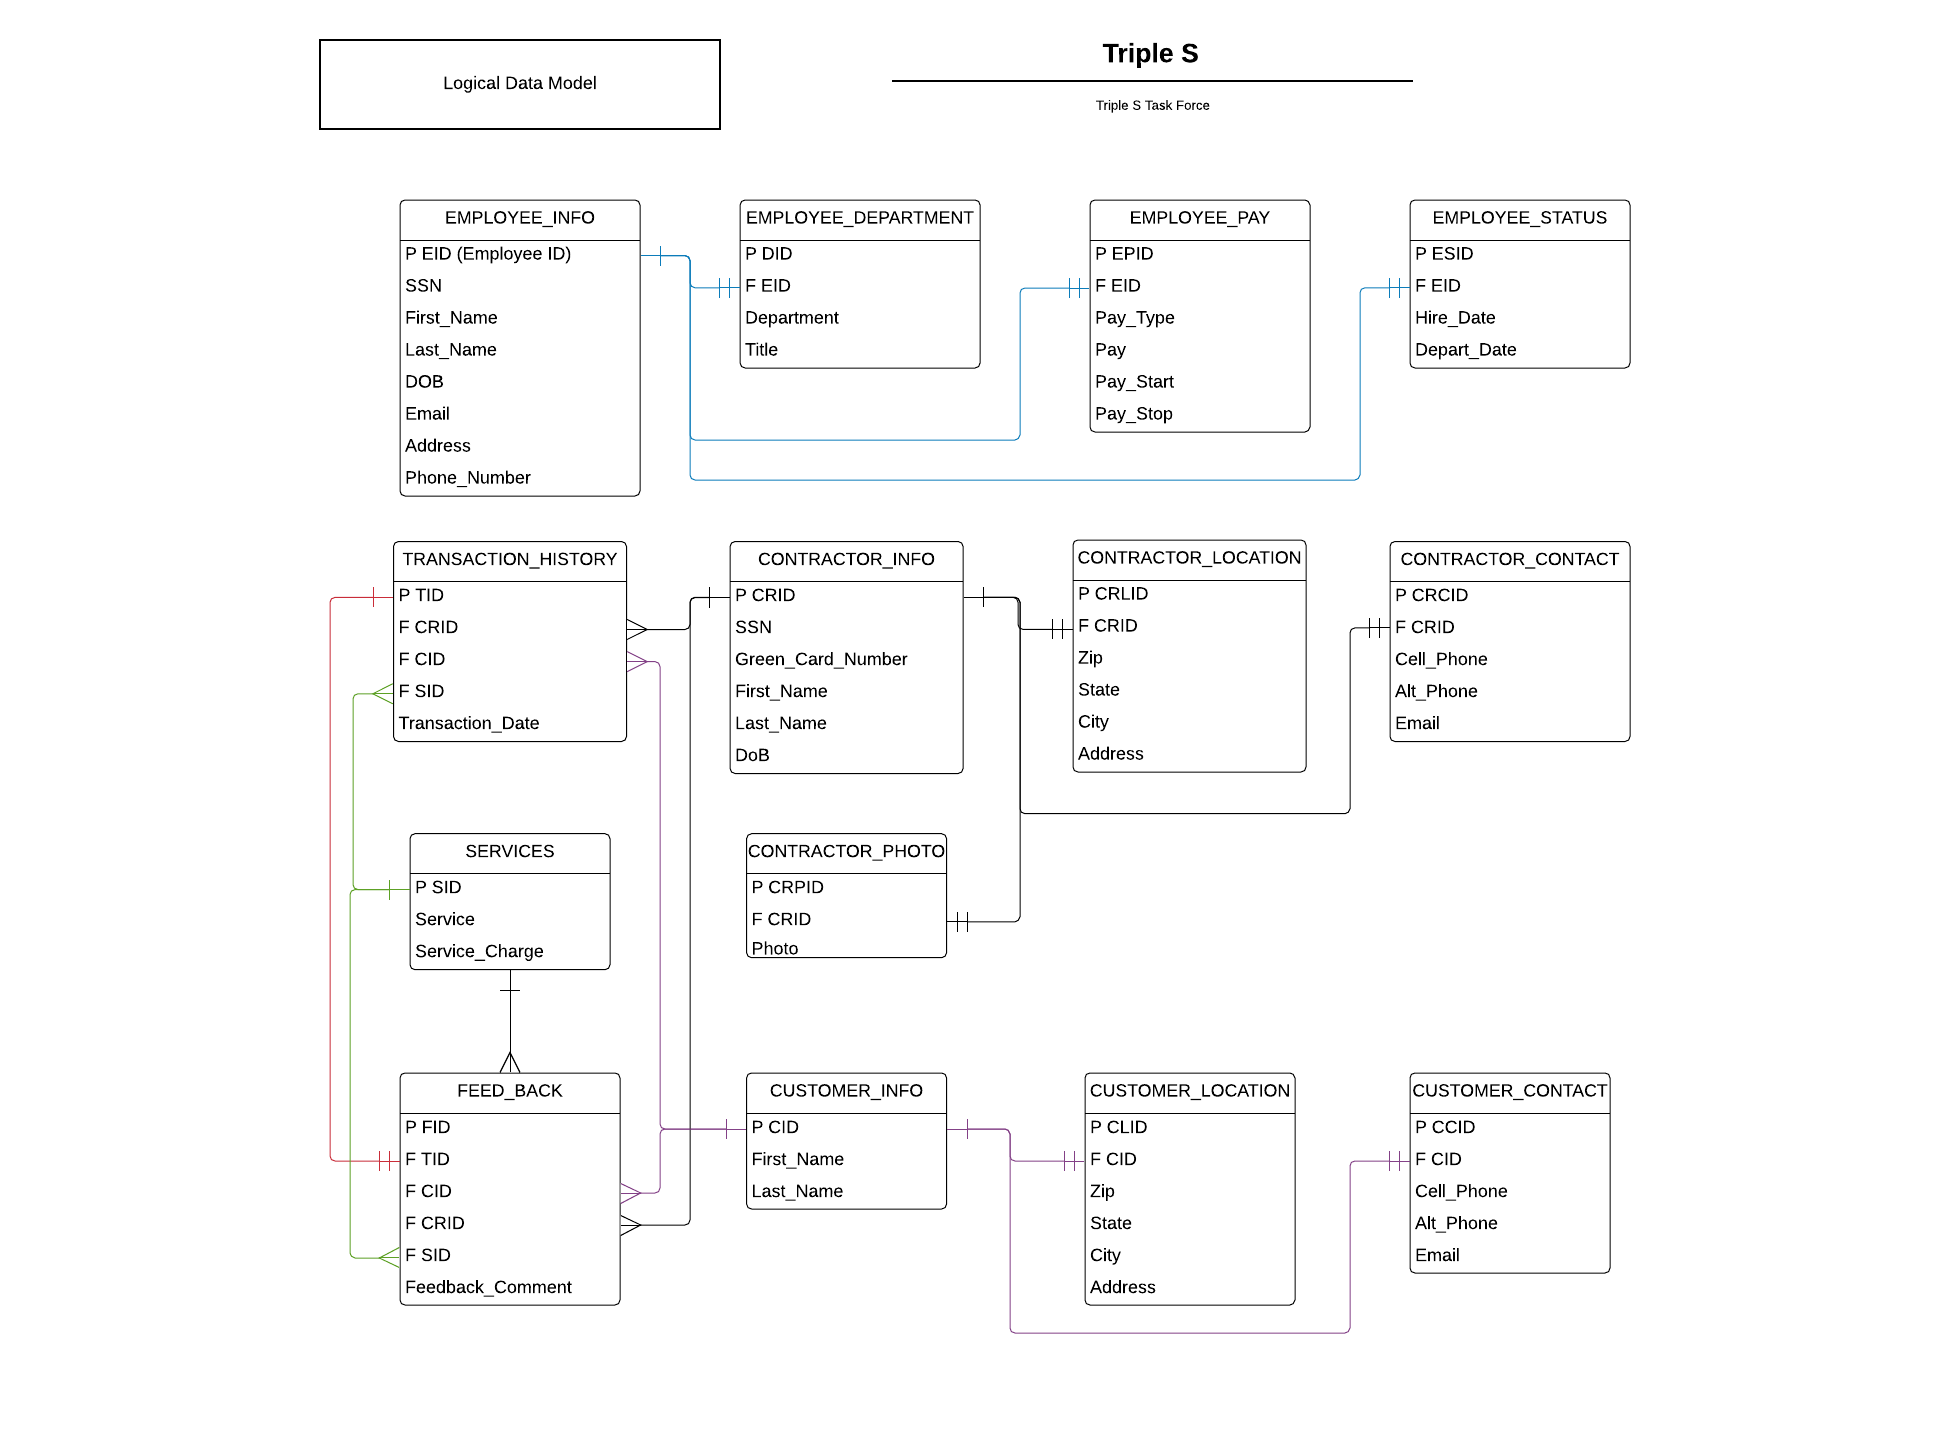 Logical Data Model
Triple S
Triple S Task Force
EMPLOYEE_INFO
P EID (Employee ID)
SSN
First_Name
Last_Name
DOB
Email
Address
Phone_Number
EMPLOYEE_DEPARTMENT
P DID
F EID
Department
Title
EMPLOYEE_PAY
P EPID
F EID
Pay_Type
Pay
Pay_Start
Pay_Stop
EMPLOYEE_STATUS
P ESID
F EID
Hire_Date
Depart_Date
TRANSACTION_HISTORY
P TID
F CRID
F CID
F SID
Transaction_Date
CONTRACTOR_INFO
P CRID
SSN
Green_Card_Number
First_Name
Last_Name
DoB
CONTRACTOR_LOCATION
P CRLID
F CRID
Zip
State
City
Address
CONTRACTOR_CONTACT
P CRCID
F CRID
Cell_Phone
Alt_Phone
Email
SERVICES
P SID
Service
Service_Charge
CONTRACTOR_PHOTO
P CRPID
F CRID
Photo
FEED_BACK
P FID
F TID
F CID
F CRID
F SID
Feedback_Comment
CUSTOMER_INFO
P CID
First_Name
Last_Name
CUSTOMER_LOCATION
P CLID
F CID
Zip
State
City
Address
CUSTOMER_CONTACT
P CCID
F CID
Cell_Phone
Alt_Phone
Email